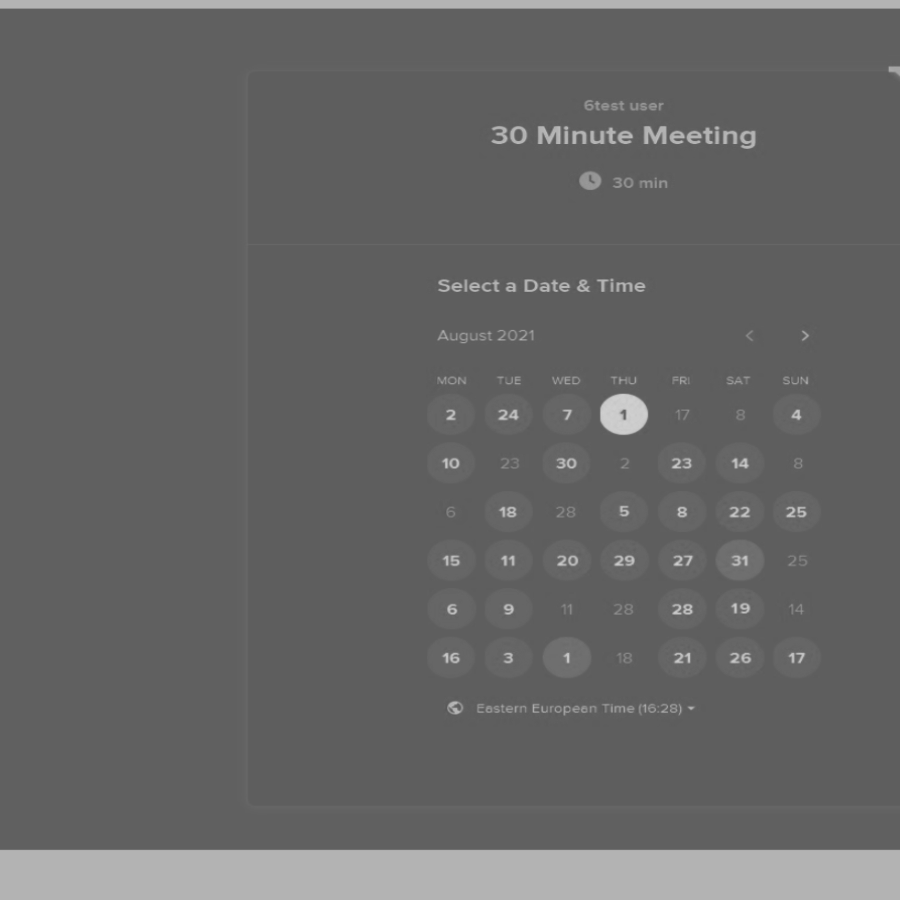 6test user
30 Minute Meeting
30 min
Select a Date & Time
August 2021
MON TUE WED THU FRI SAT SUN
2 24 7 1 17 8 4
10 23 30 2 23 14 8
6 18 28 5 8 22 25
15 11 20 29 27 31 25
6 9 11 28 28 19 14
16 3 1 18 21 26 17
Eastern European Time (16:28)